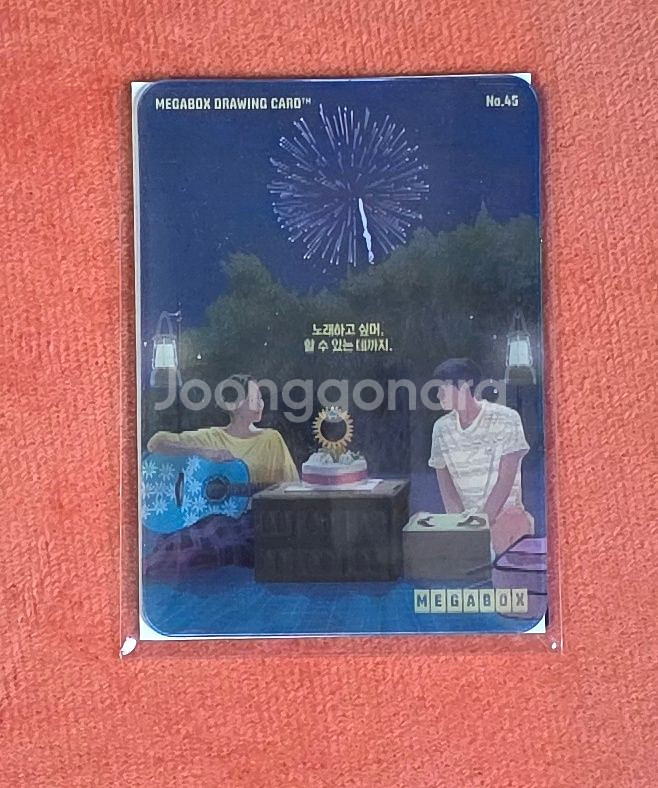 MEGABOX DRAWING CARD™
No.45
노래하고 싶어,
할 수 있는 데까지.
Joonggonara
MEGABOX